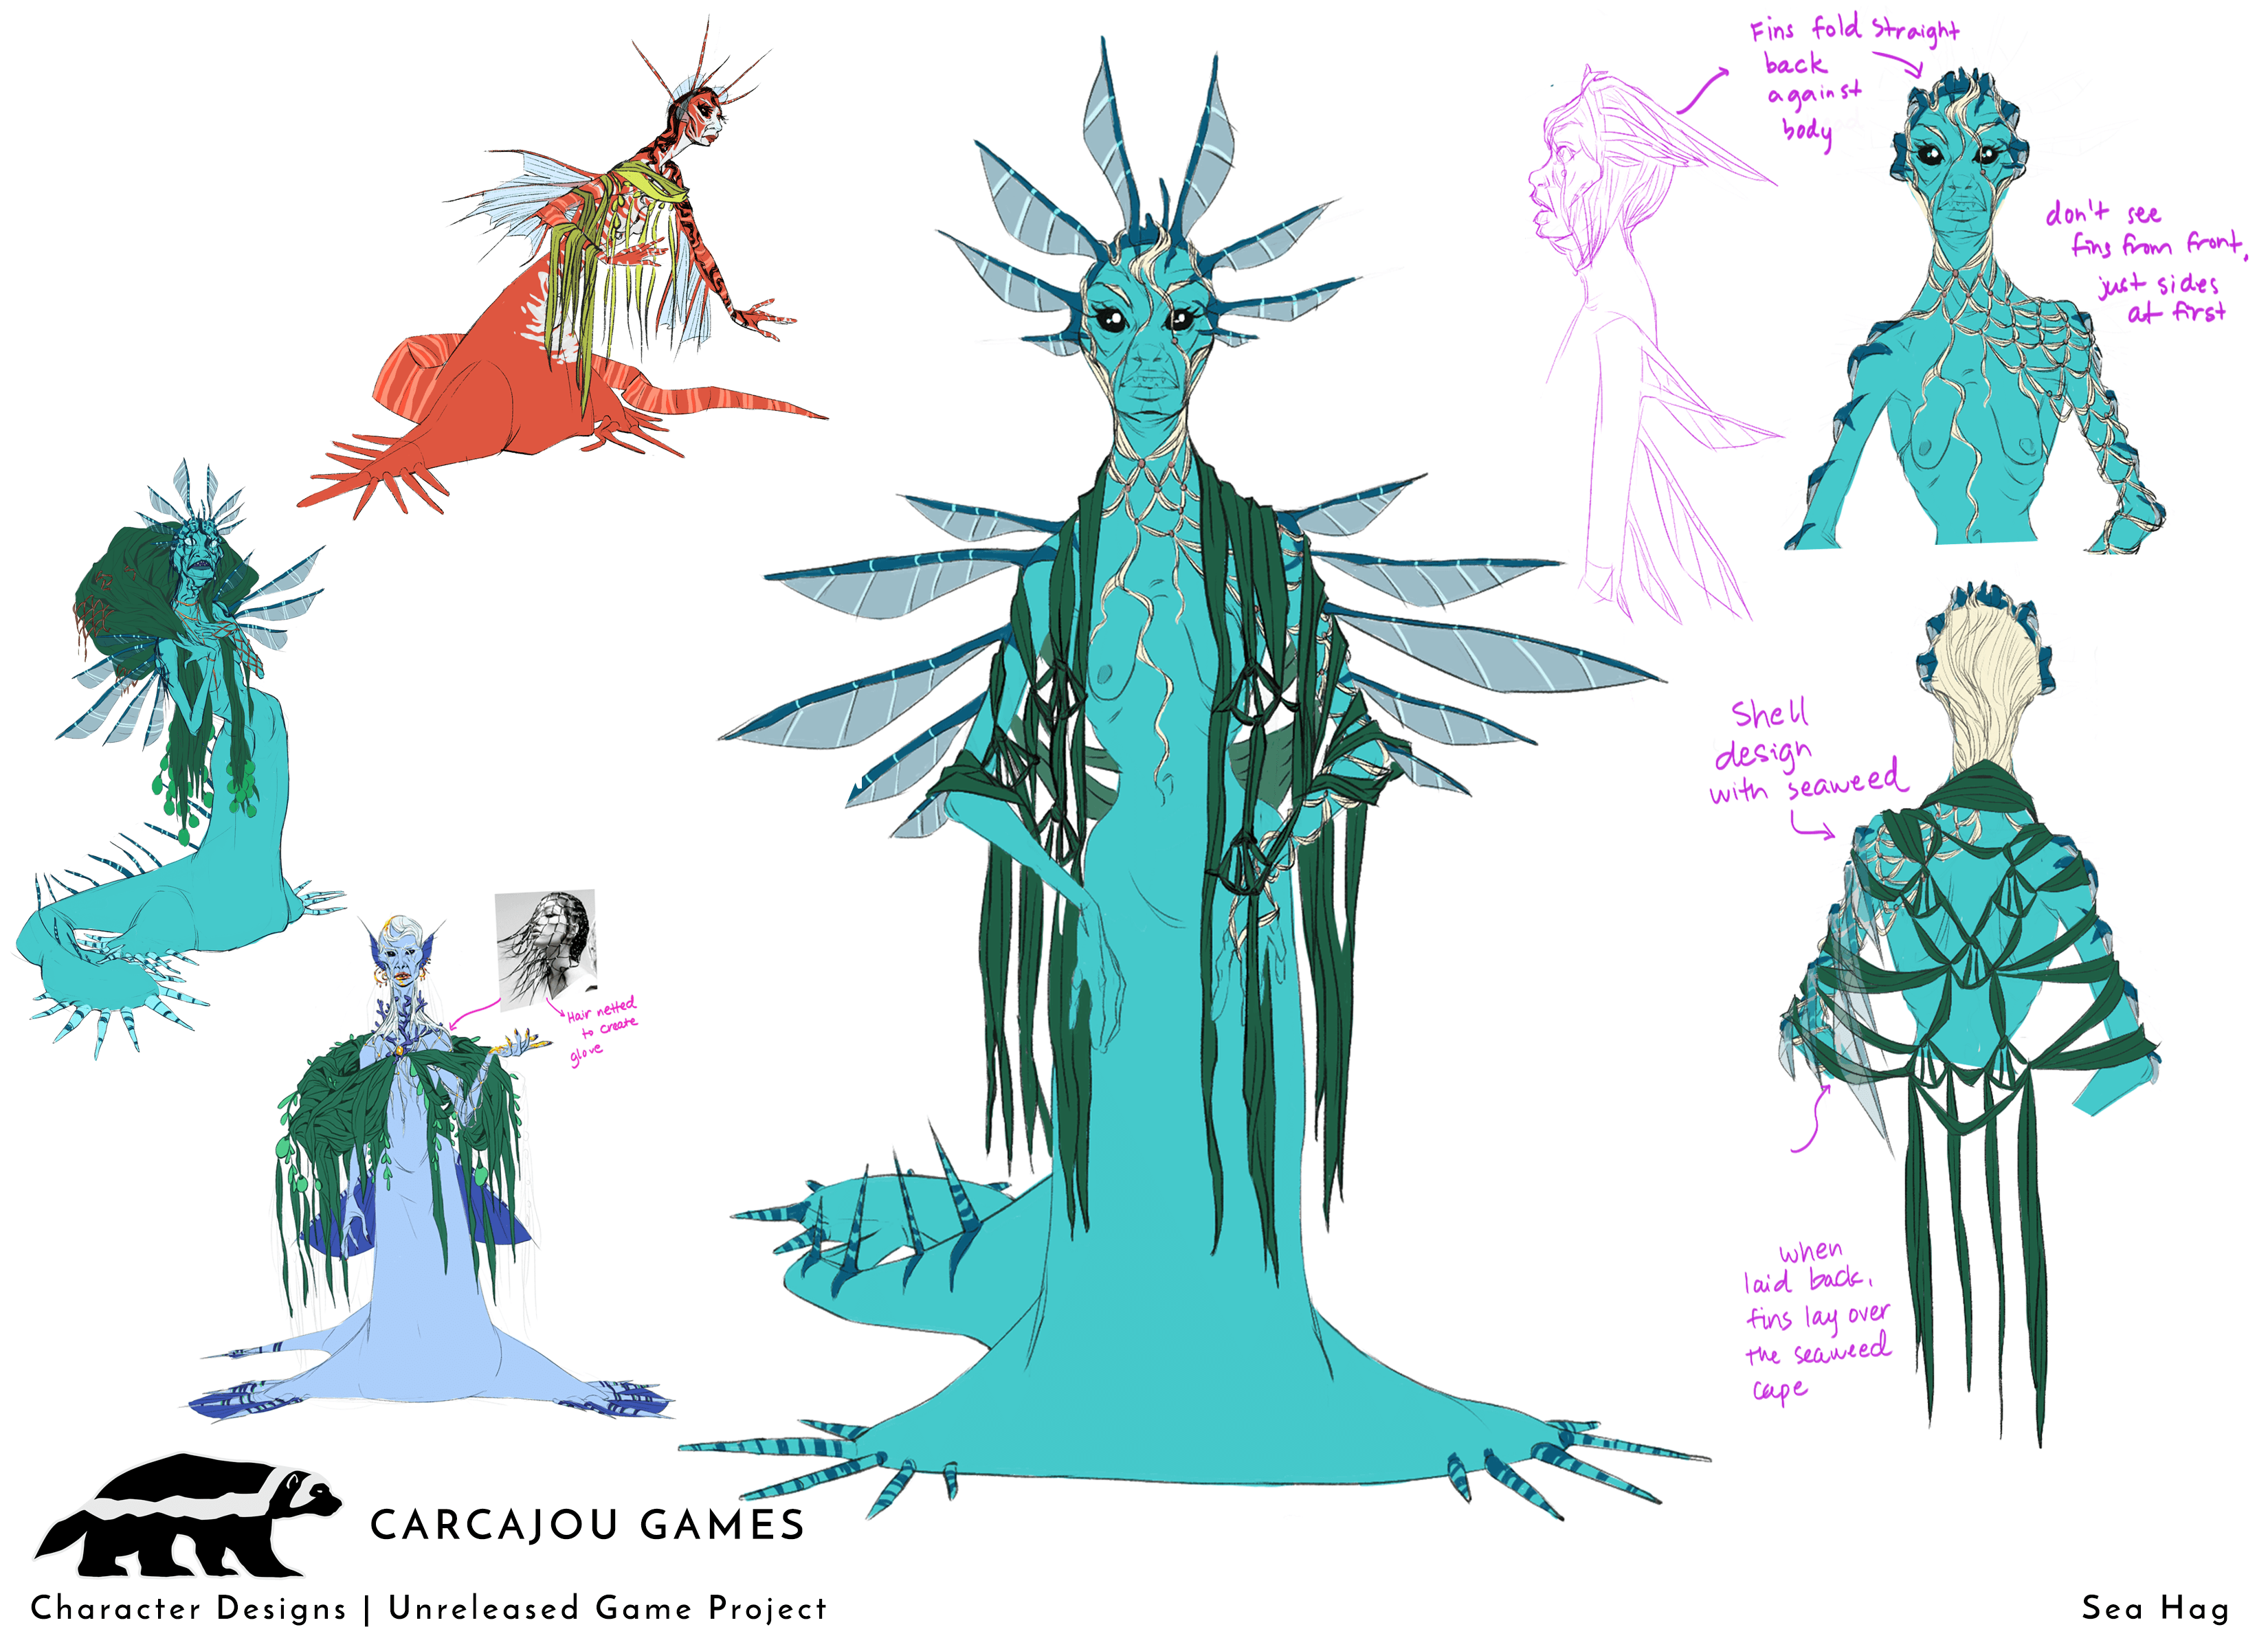 Fins fold straight
back
against
body
don't see
fins from front,
just sides
at first
Shell
design
with seaweed
Hair netted
to create
glove
when
laid back,
fins lay over
the seaweed
cape
CARCAJOU GAMES
Character Designs | Unreleased Game Project
Sea Hag